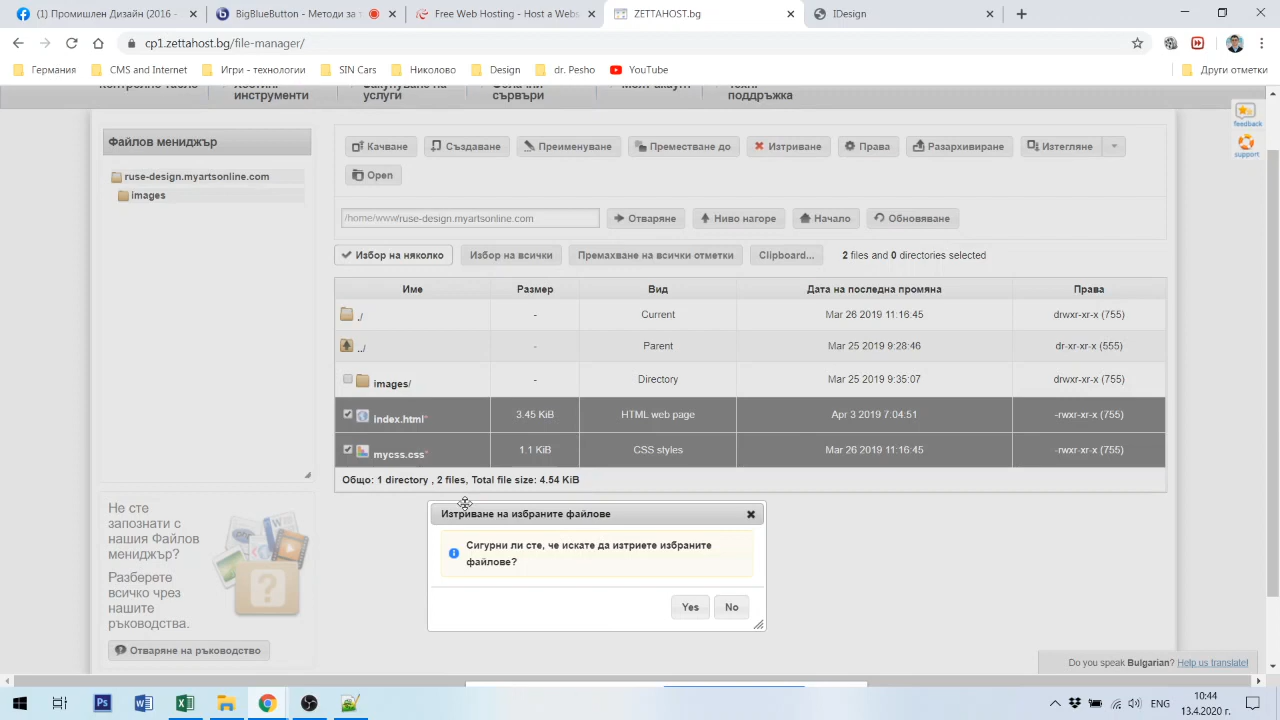 (1) Презентация Файлов (2016 -
BigBlueButton - Методи за
Free Web Hosting - Host a Webs
ZETTAHOST.bg
IDesign
cp1.zettahost.bg/file-manager/
Германия
CMS and Internet
Игри - технологии
SIN Cars
Николово
Design
dr. Pesho
YouTube
Други отметки
инструменти
услуги
сървъри
поддръжка
feedback
support
Файлов мениджър
ruse-design.myartsonline.com
images
Качване
Създаване
Преименуване
Преместване до
Изтриване
Права
Разархивиране
Изтегляне
Open
/home/www/ruse-design.myartsonline.com
Отваряне
Ниво нагоре
Начало
Обновяване
Избор на няколко
Избор на всички
Премахване на всички отметки
Clipboard...
2 files and 0 directories selected
Име Размер Вид Дата на последна промяна Права
./ - Current Mar 26 2019 11:16:45 drwxr-xr-x (755)
../ - Parent Mar 25 2019 9:28:46 dr-xr-xr-x (555)
images/ - Directory Mar 25 2019 9:35:07 drwxr-xr-x (755)
index.html* 3.45 KiB HTML web page Apr 3 2019 7:04:51 -rwxr-xr-x (755)
mycss.css* 1.1 KiB CSS styles Mar 26 2019 11:16:45 -rwxr-xr-x (755)
Общо: 1 directory , 2 files, Total file size: 4.54 KiB
Не сте
запознати с
нашия Файлов
мениджър?
Разберете
всичко чрез
нашите
ръководства.
Отваряне на ръководство
Изтриване на избраните файлове
Сигурни ли сте, че искате да изтриете избраните
файлове?
Yes
No
Do you speak Bulgarian? Help us translate!
ENG
10:44
13.4.2020 г.